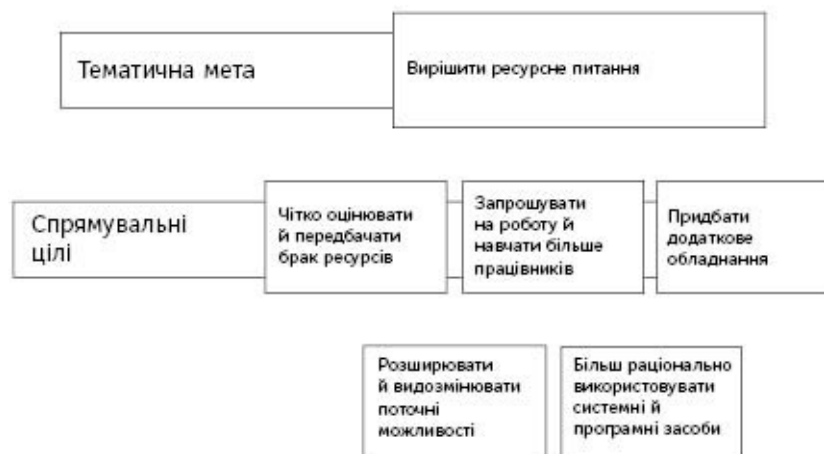 Тематична мета
Вирішити ресурсне питання
Спрямувальні
цілі
Чітко оцінювати
й передбачати
брак ресурсів
Запрошувати
на роботу й
навчати більше
працівників
Придбати
додаткове
обладнання
Розширювати
й видозмінювати
поточні
можливості
Більш раціонально
використовувати
системні й
програмні засоби